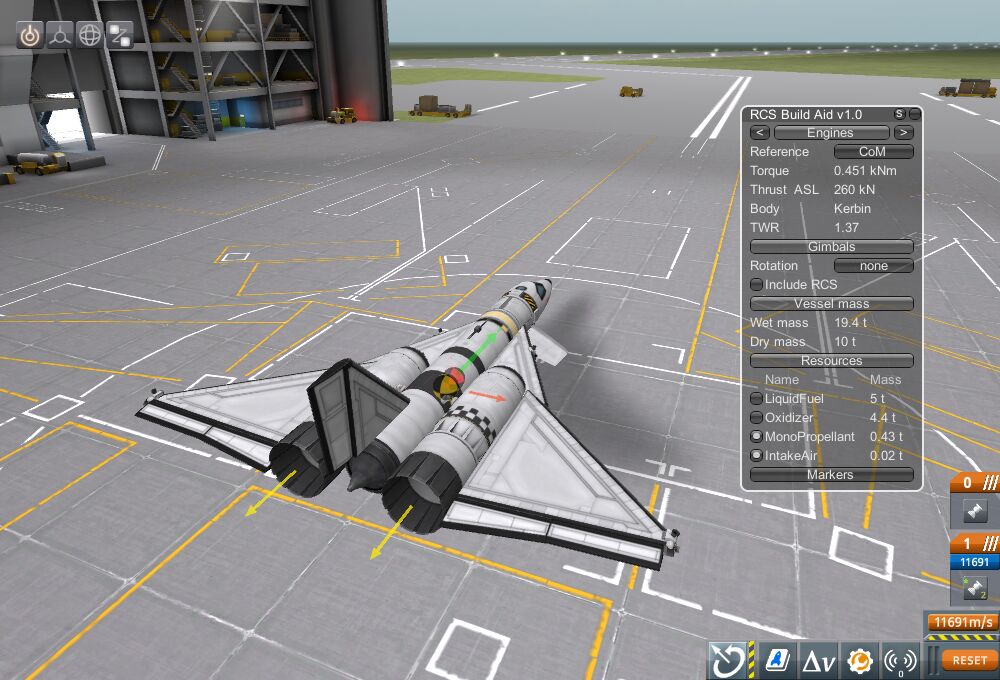 RCS Build Aid v1.0 S
< Engines >
Reference CoM
Torque 0.451 kNm
Thrust ASL 260 kN
Body Kerbin
TWR 1.37
Gimbals
Rotation none
Include RCS
Vessel mass
Wet mass 19.4 t
Dry mass 10 t
Resources
Name Mass
LiquidFuel 5 t
Oxidizer 4.4 t
MonoPropellant 0.43 t
IntakeAir 0.02 t
Markers
0
1
11691
2
11691m/s
Δv
0
RESET